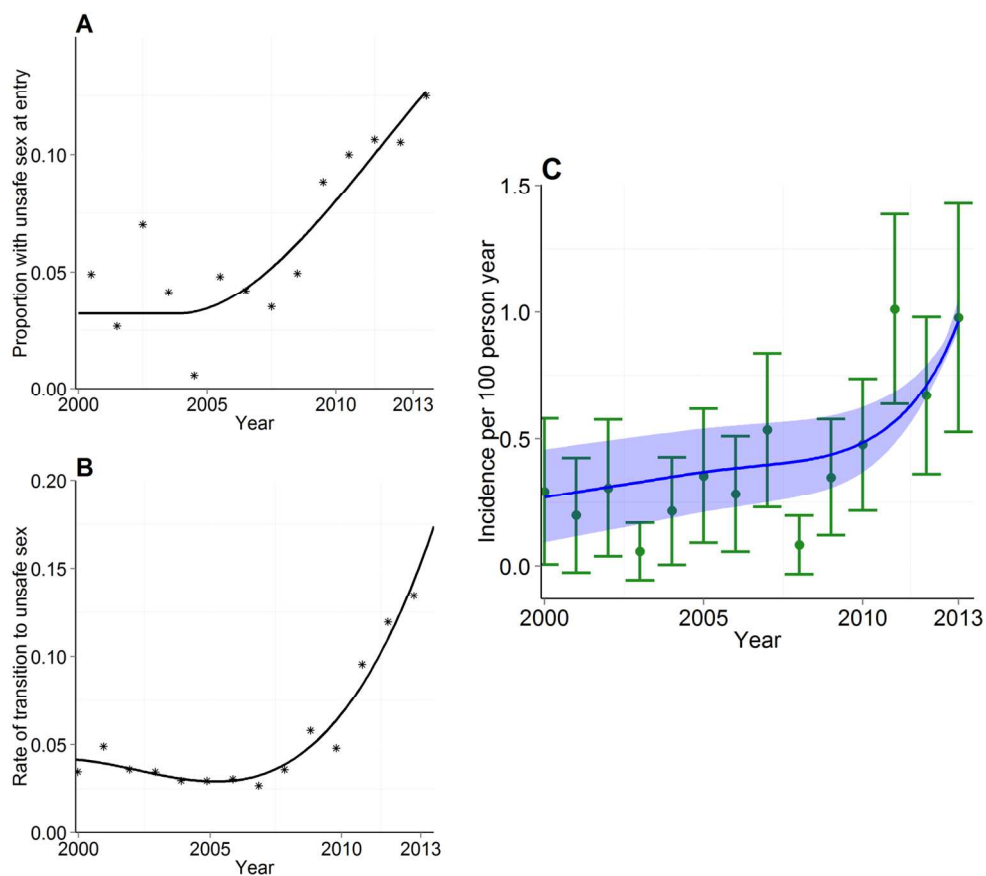 A
Proportion with unsafe sex at entry
0.10
0.05
0.00
2000 2005 2010 2013
Year
B
Rate of transition to unsafe sex
0.20
0.15
0.10
0.05
0.00
2000 2005 2010 2013
Year
C
Incidence per 100 person year
1.5
1.0
0.5
0.0
2000 2005 2010 2013
Year